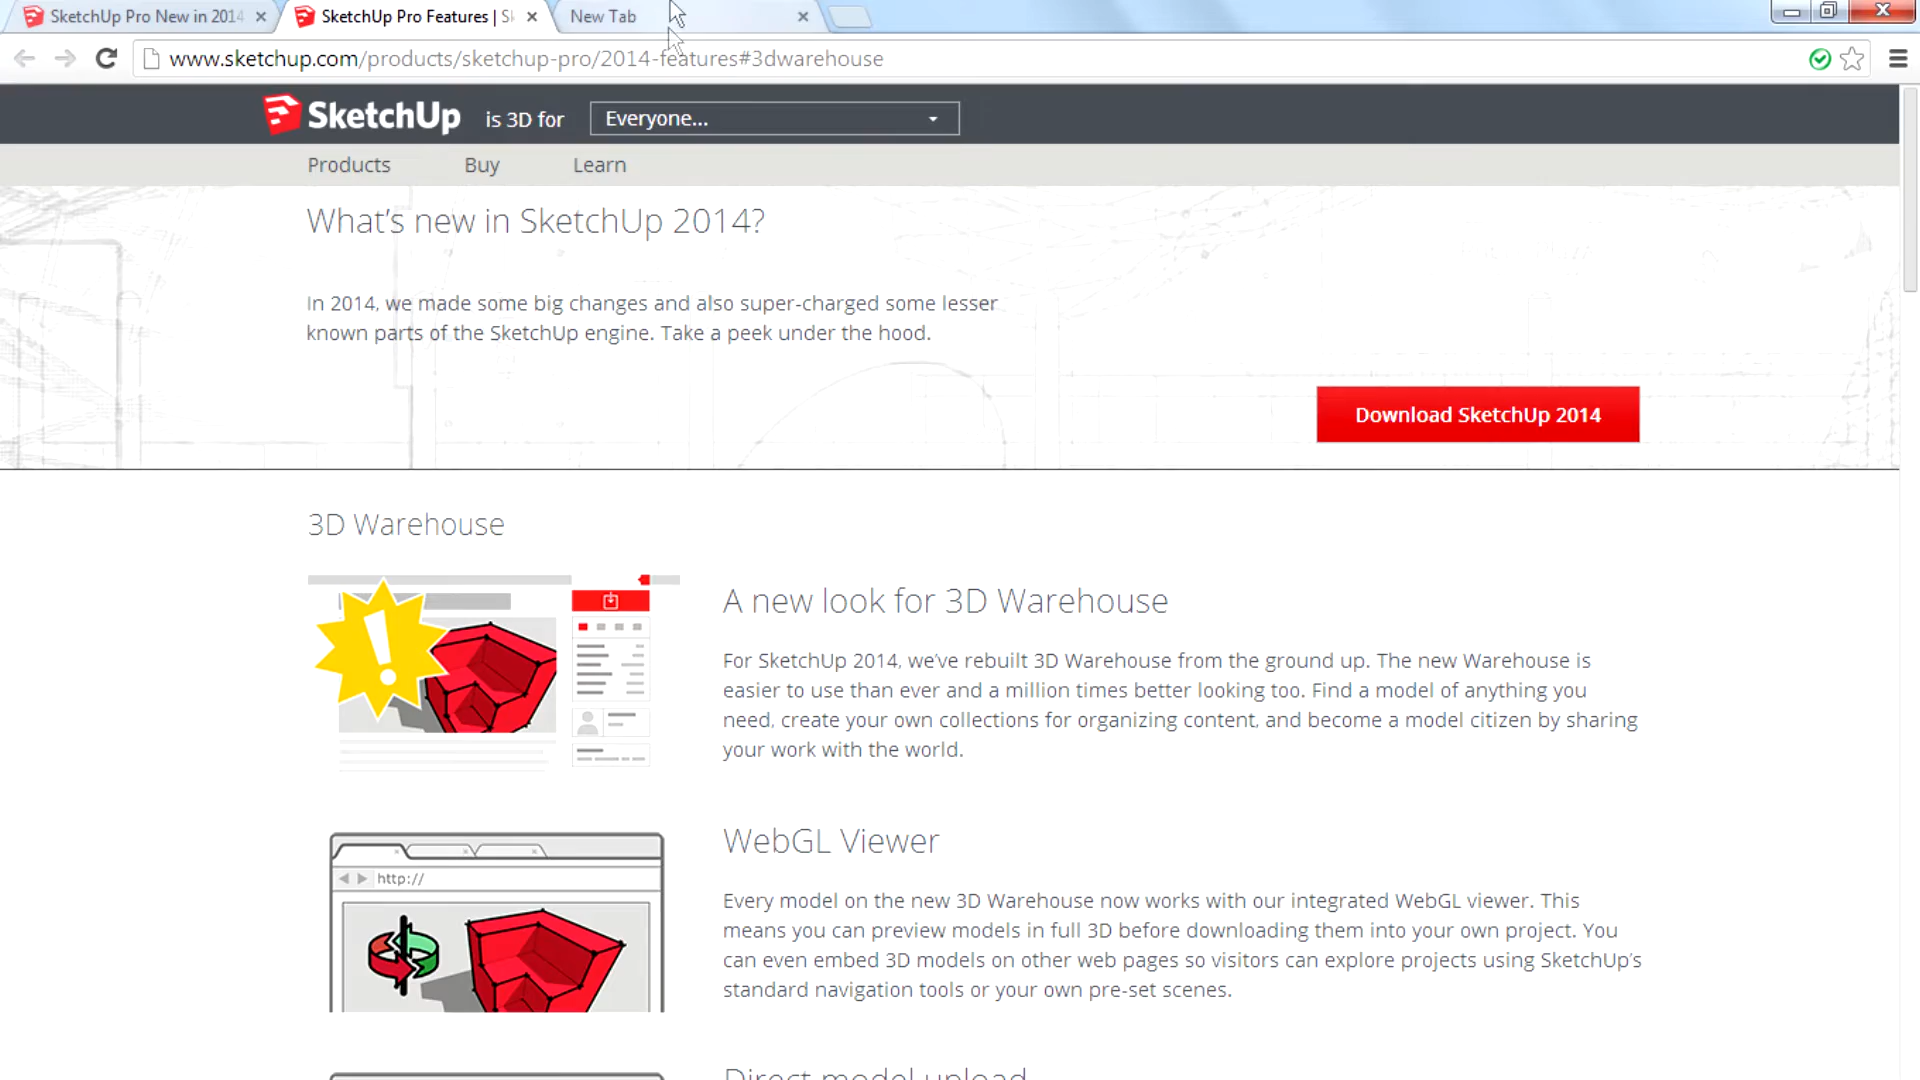 SketchUp Pro New in 2014
SketchUp Pro Features | Sk
New Tab
www.sketchup.com/products/sketchup-pro/2014-features#3dwarehouse
SketchUp is 3D for Everyone...
Products Buy Learn
What's new in SketchUp 2014?
In 2014, we made some big changes and also super-charged some lesser
known parts of the SketchUp engine. Take a peek under the hood.
Download SketchUp 2014
3D Warehouse
A new look for 3D Warehouse
For SketchUp 2014, we've rebuilt 3D Warehouse from the ground up. The new Warehouse is
easier to use than ever and a million times better looking too. Find a model of anything you
need, create your own collections for organizing content, and become a model citizen by sharing
your work with the world.
WebGL Viewer
http://
Every model on the new 3D Warehouse now works with our integrated WebGL viewer. This
means you can preview models in full 3D before downloading them into your own project. You
can even embed 3D models on other web pages so visitors can explore projects using SketchUp's
standard navigation tools or your own pre-set scenes.
Direct model upload